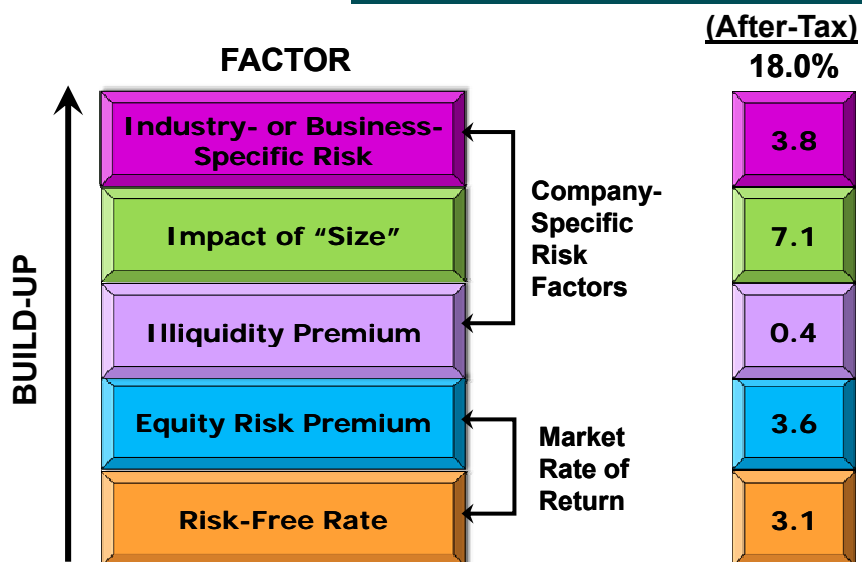 (After-Tax)
FACTOR
18.0%
Industry- or Business-
Specific Risk
3.8
Company-
Specific
Risk
Factors
Impact of “Size”
7.1
Illiquidity Premium
0.4
BUILD-UP
Equity Risk Premium
3.6
Market
Rate of
Return
Risk-Free Rate
3.1